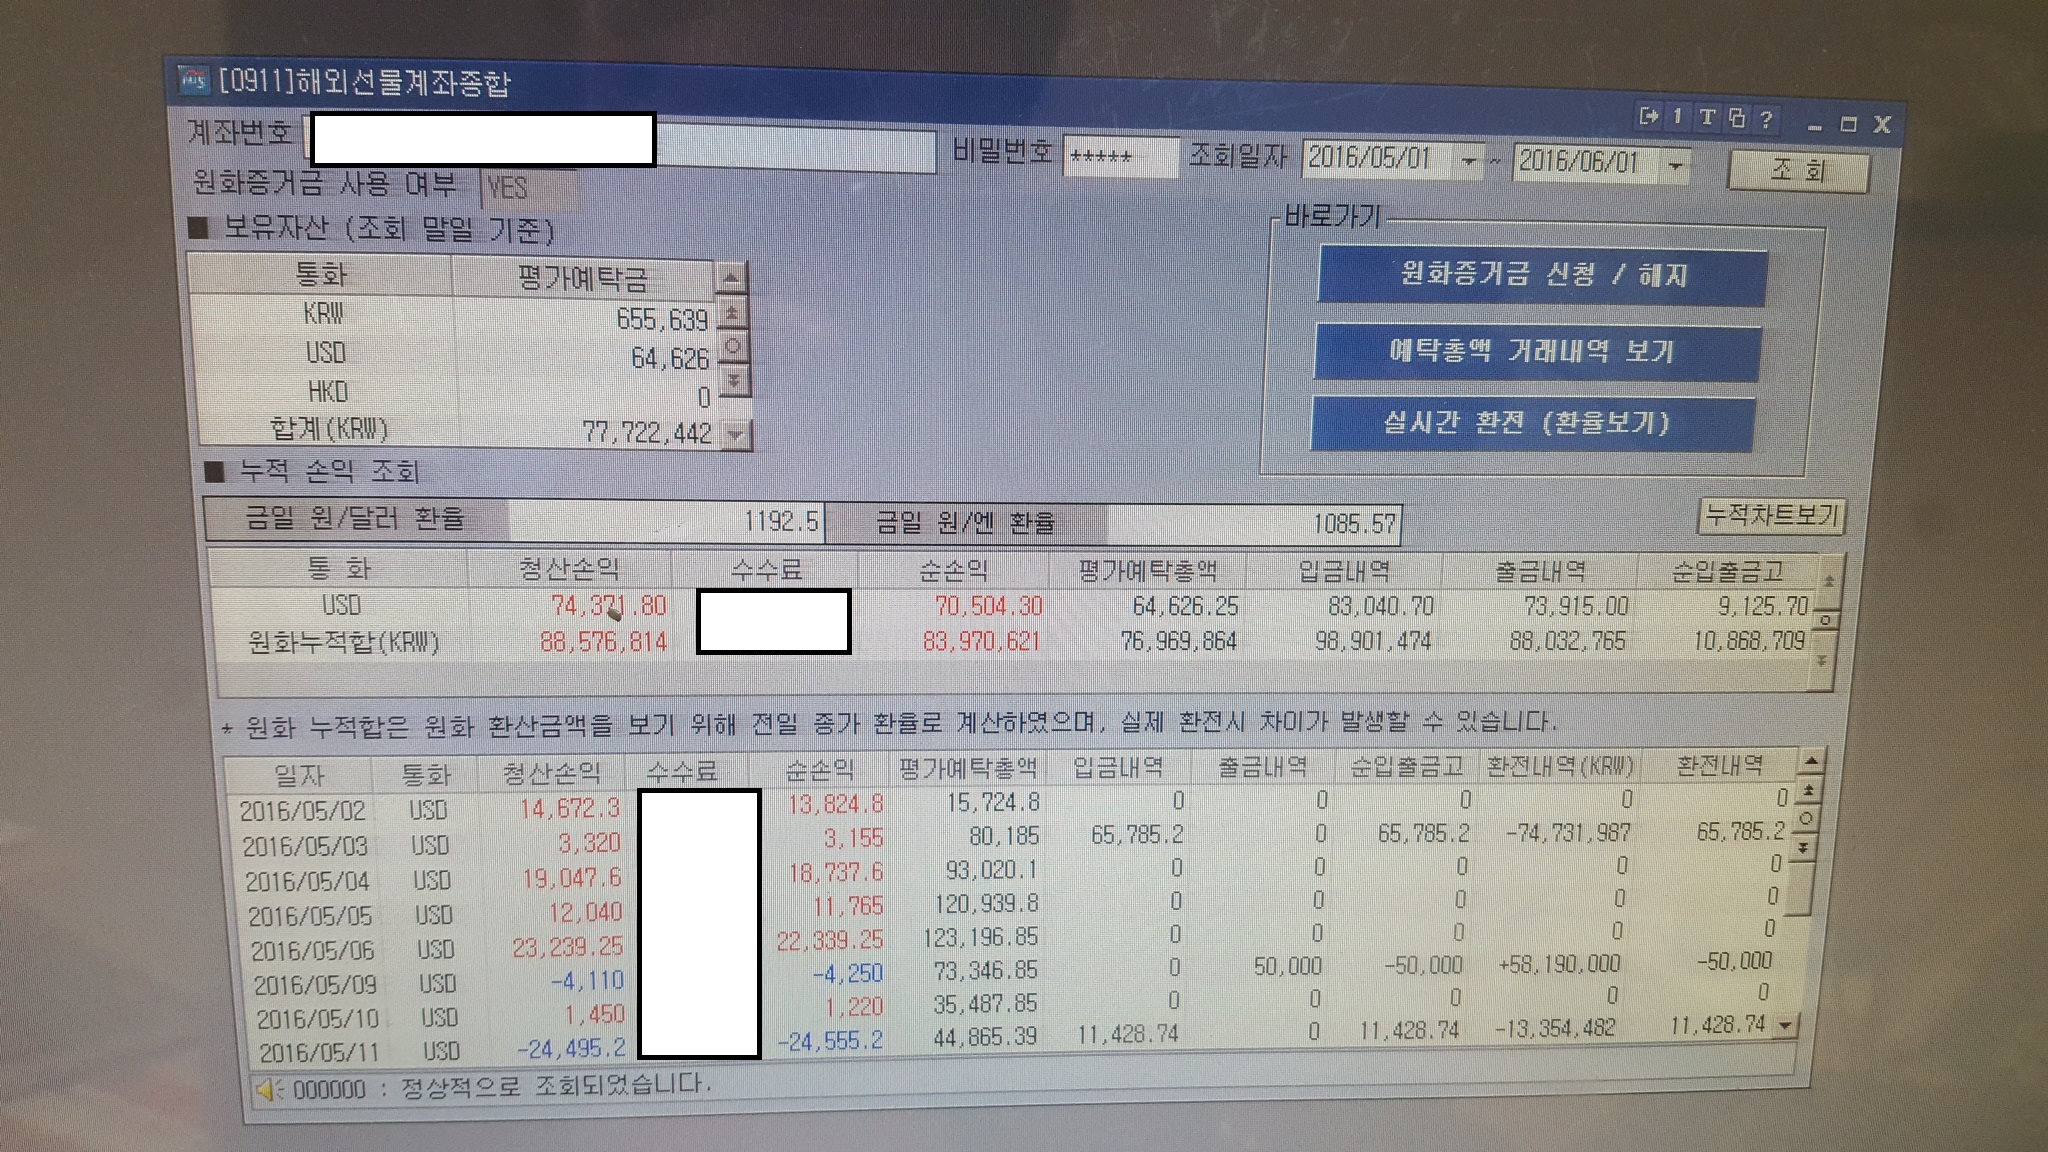 [0911]해외선물계좌종합
계좌번호 비밀번호 ***** 조회일자 2016/05/01 ~ 2016/06/01 조 회
원화증거금 사용 여부 YES
■ 보유자산 (조회 말일 기준)
통화 평가예탁금
KRW 655,639
USD 64,626
HKD 0
합계(KRW) 77,722,442
바로가기
원화증거금 신청 / 해지
예탁총액 거래내역 보기
실시간 환전 (환율보기)
■ 누적 손익 조회
금일 원/달러 환율 1192.5 금일 원/엔 환율 1085.57 누적차트보기
통 화 청산손익 수수료 순손익 평가예탁총액 입금내역 출금내역 순입출금고
USD 74,371.80 70,504.30 64,626.25 83,040.70 73,915.00 9,125.70
원화누적합(KRW) 88,576,814 83,970,621 76,969,864 98,901,474 88,032,765 10,868,709
* 원화 누적합은 원화 환산금액을 보기 위해 전일 종가 환율로 계산하였으며, 실제 환전시 차이가 발생할 수 있습니다.
일자 통화 청산손익 수수료 순손익 평가예탁총액 입금내역 출금내역 순입출금고 환전내역(KRW) 환전내역
2016/05/02 USD 14,672.3 13,824.8 15,724.8 0 0 0 0 0
2016/05/03 USD 3,320 3,155 80,185 65,785.2 0 65,785.2 -74,731,987 65,785.2
2016/05/04 USD 19,047.6 18,737.6 93,020.1 0 0 0 0 0
2016/05/05 USD 12,040 11,765 120,939.8 0 0 0 0 0
2016/05/06 USD 23,239.25 22,339.25 123,196.85 0 0 0 0 0
2016/05/09 USD -4,110 -4,250 73,346.85 0 50,000 -50,000 +58,190,000 -50,000
2016/05/10 USD 1,450 1,220 35,487.85 0 0 0 0 0
2016/05/11 USD -24,495.2 -24,555.2 44,865.39 11,428.74 0 11,428.74 -13,354,482 11,428.74
000000 : 정상적으로 조회되었습니다.